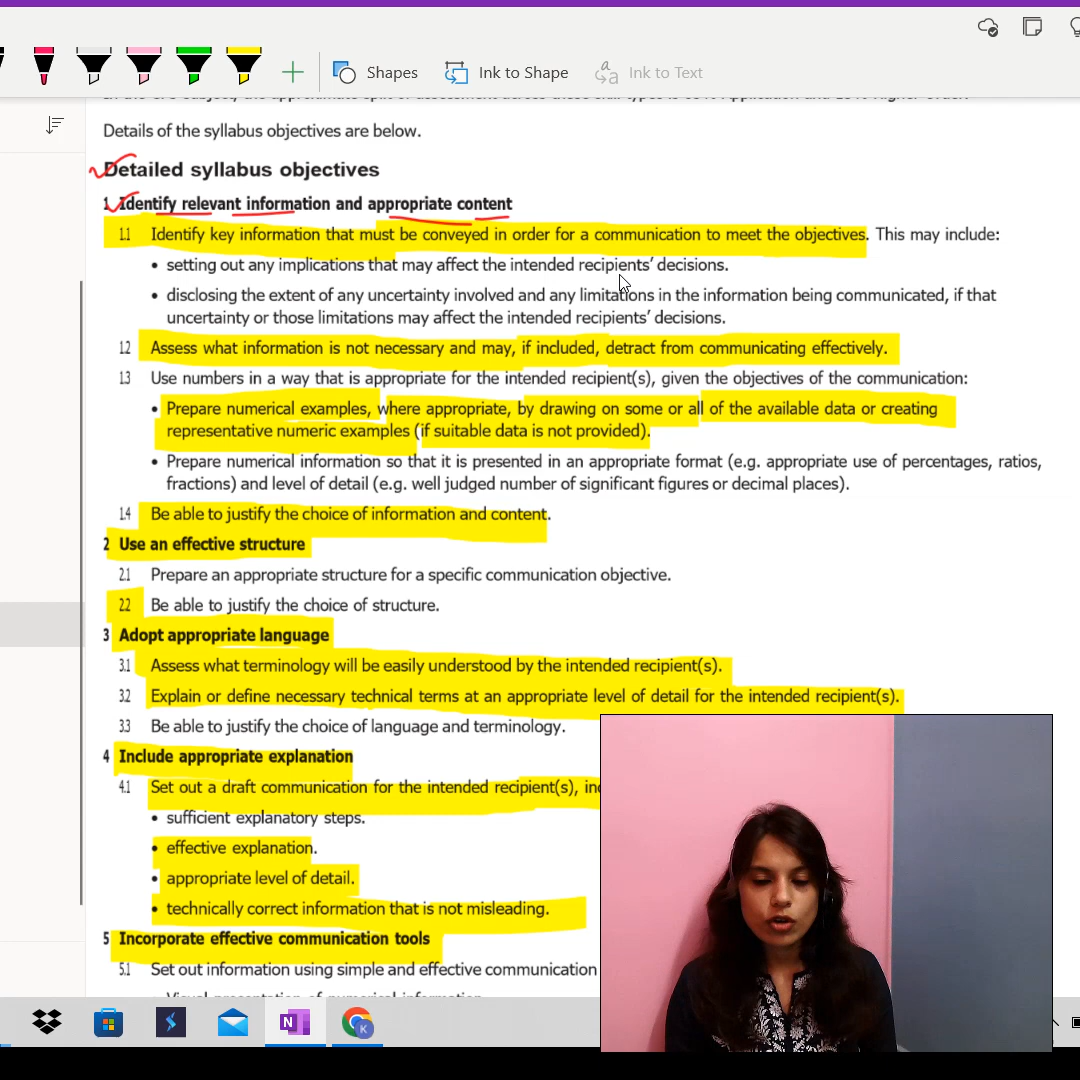 Shapes Ink to Shape Ink to Text
Details of the syllabus objectives are below.
Detailed syllabus objectives
1 Identify relevant information and appropriate content
1.1 Identify key information that must be conveyed in order for a communication to meet the objectives. This may include:
• setting out any implications that may affect the intended recipients' decisions.
• disclosing the extent of any uncertainty involved and any limitations in the information being communicated, if that
uncertainty or those limitations may affect the intended recipients' decisions.
1.2 Assess what information is not necessary and may, if included, detract from communicating effectively.
1.3 Use numbers in a way that is appropriate for the intended recipient(s), given the objectives of the communication:
• Prepare numerical examples, where appropriate, by drawing on some or all of the available data or creating
representative numeric examples (if suitable data is not provided).
• Prepare numerical information so that it is presented in an appropriate format (e.g. appropriate use of percentages, ratios,
fractions) and level of detail (e.g. well judged number of significant figures or decimal places).
1.4 Be able to justify the choice of information and content.
2 Use an effective structure
2.1 Prepare an appropriate structure for a specific communication objective.
2.2 Be able to justify the choice of structure.
3 Adopt appropriate language
3.1 Assess what terminology will be easily understood by the intended recipient(s).
3.2 Explain or define necessary technical terms at an appropriate level of detail for the intended recipient(s).
3.3 Be able to justify the choice of language and terminology.
4 Include appropriate explanation
4.1 Set out a draft communication for the intended recipient(s),
• sufficient explanatory steps.
• effective explanation.
• appropriate level of detail.
• technically correct information that is not misleading.
5 Incorporate effective communication tools
5.1 Set out information using simple and effective communication
N
K